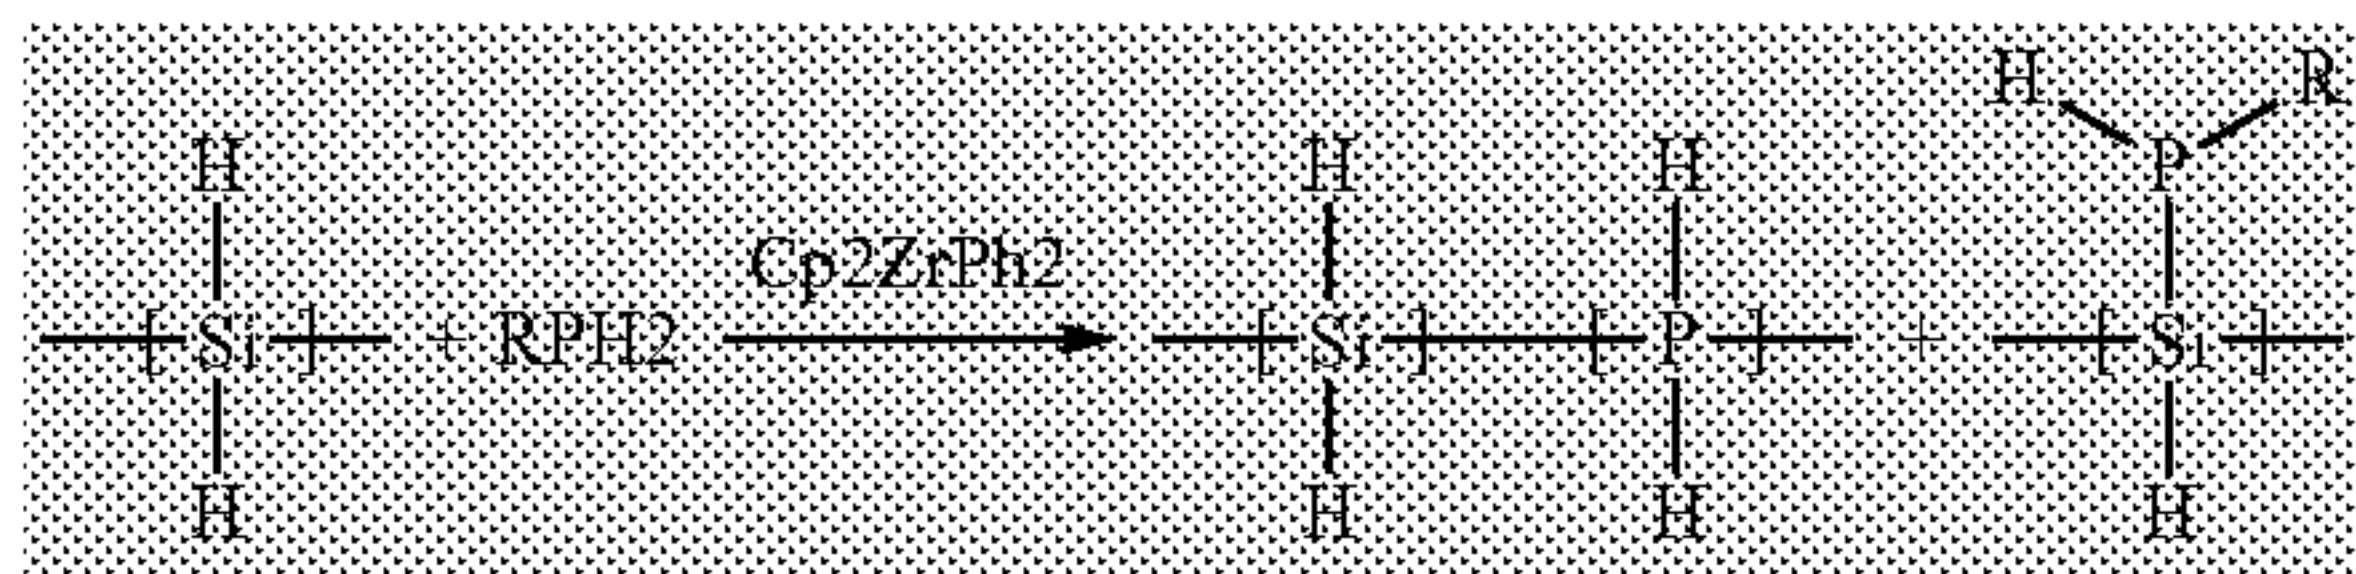 H R
H H H P
Cp2ZrPh2
[ Si ] + RPH2 [ Si ] [ P ] + [ Si ]
H H H H